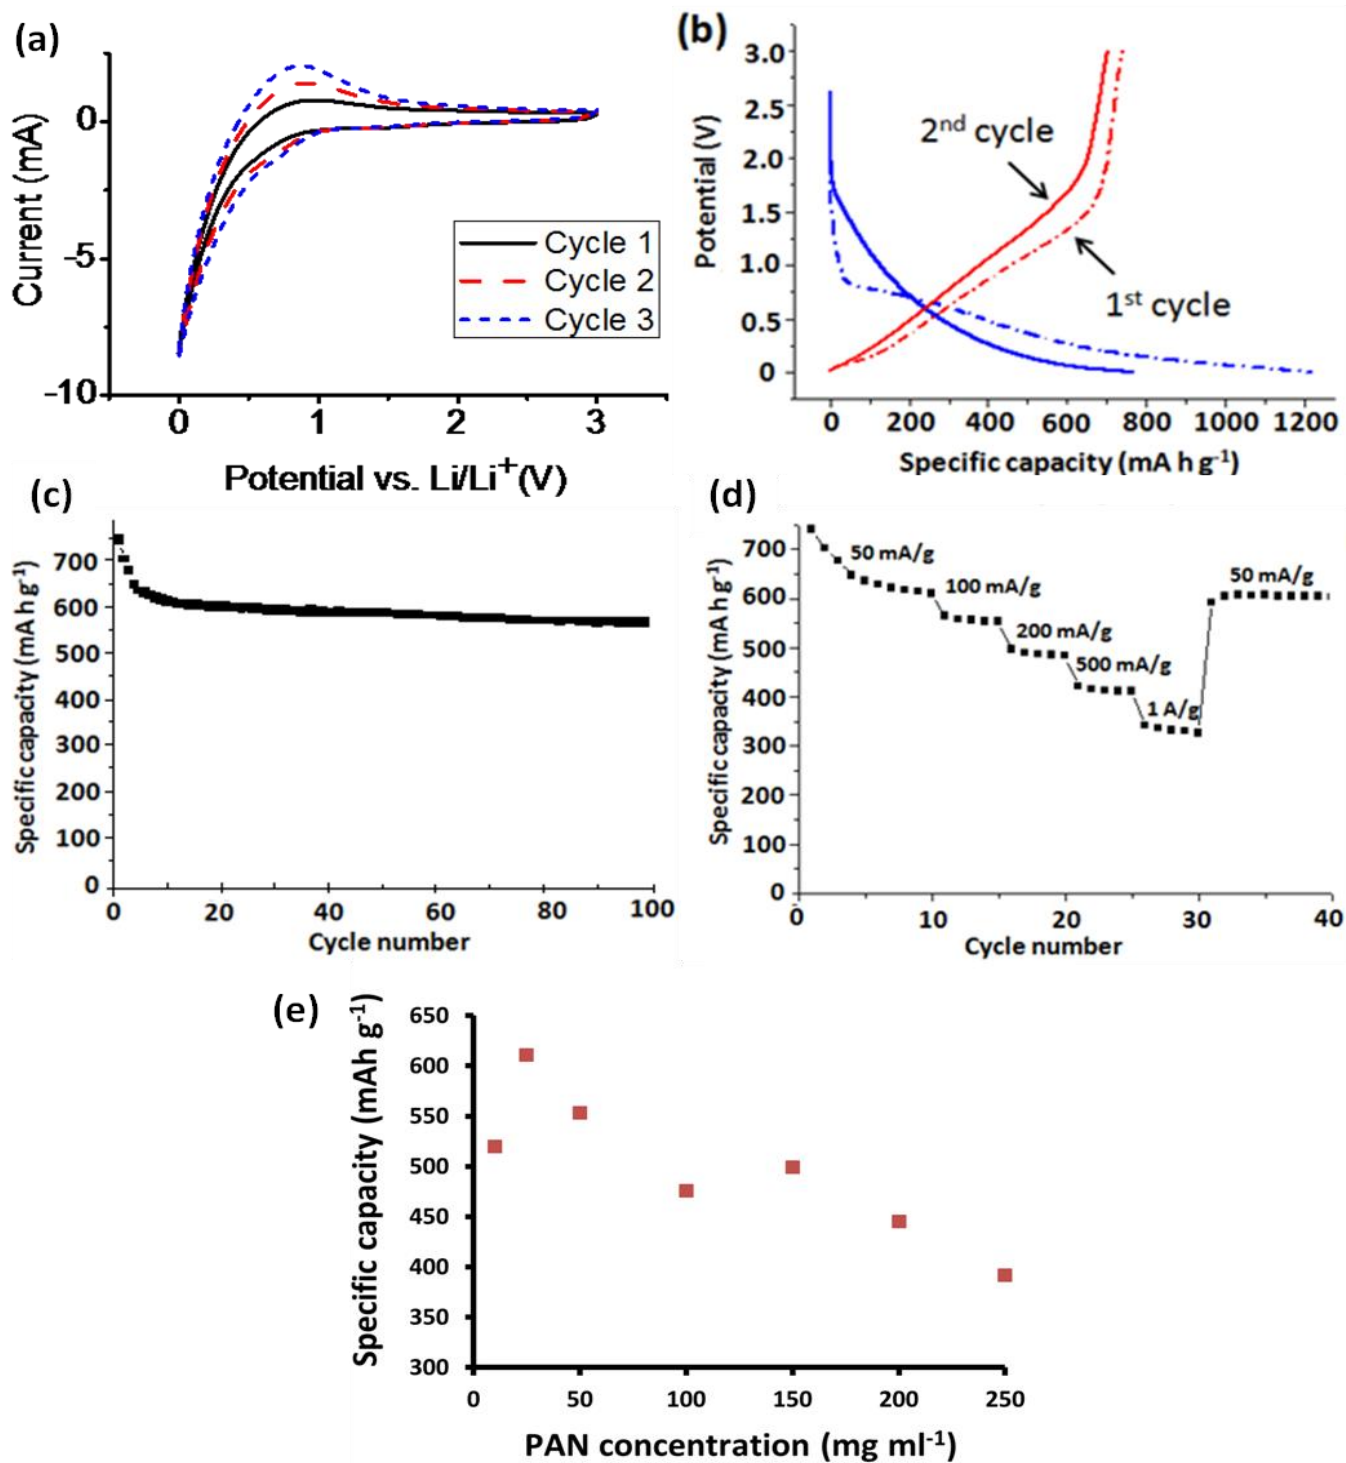 (a)
Current (mA)
0
−5
−10
0 1 2 3
Potential vs. Li/Li⁺(V)
Cycle 1
Cycle 2
Cycle 3
(b)
Potential (V)
3.0
2.5
2.0
1.5
1.0
0.5
0
0 200 400 600 800 1000 1200
Specific capacity (mA h g⁻¹)
2ⁿᵈ cycle
1ˢᵗ cycle
(c)
Specific capacity (mA h g⁻¹)
700
600
500
400
300
200
100
0
0 20 40 60 80 100
Cycle number
(d)
Specific capacity (mA h g⁻¹)
700
600
500
400
300
200
100
0
0 10 20 30 40
Cycle number
50 mA/g
100 mA/g
200 mA/g
500 mA/g
1 A/g
50 mA/g
(e)
Specific capacity (mAh g⁻¹)
650
600
550
500
450
400
350
300
0 50 100 150 200 250
PAN concentration (mg ml⁻¹)